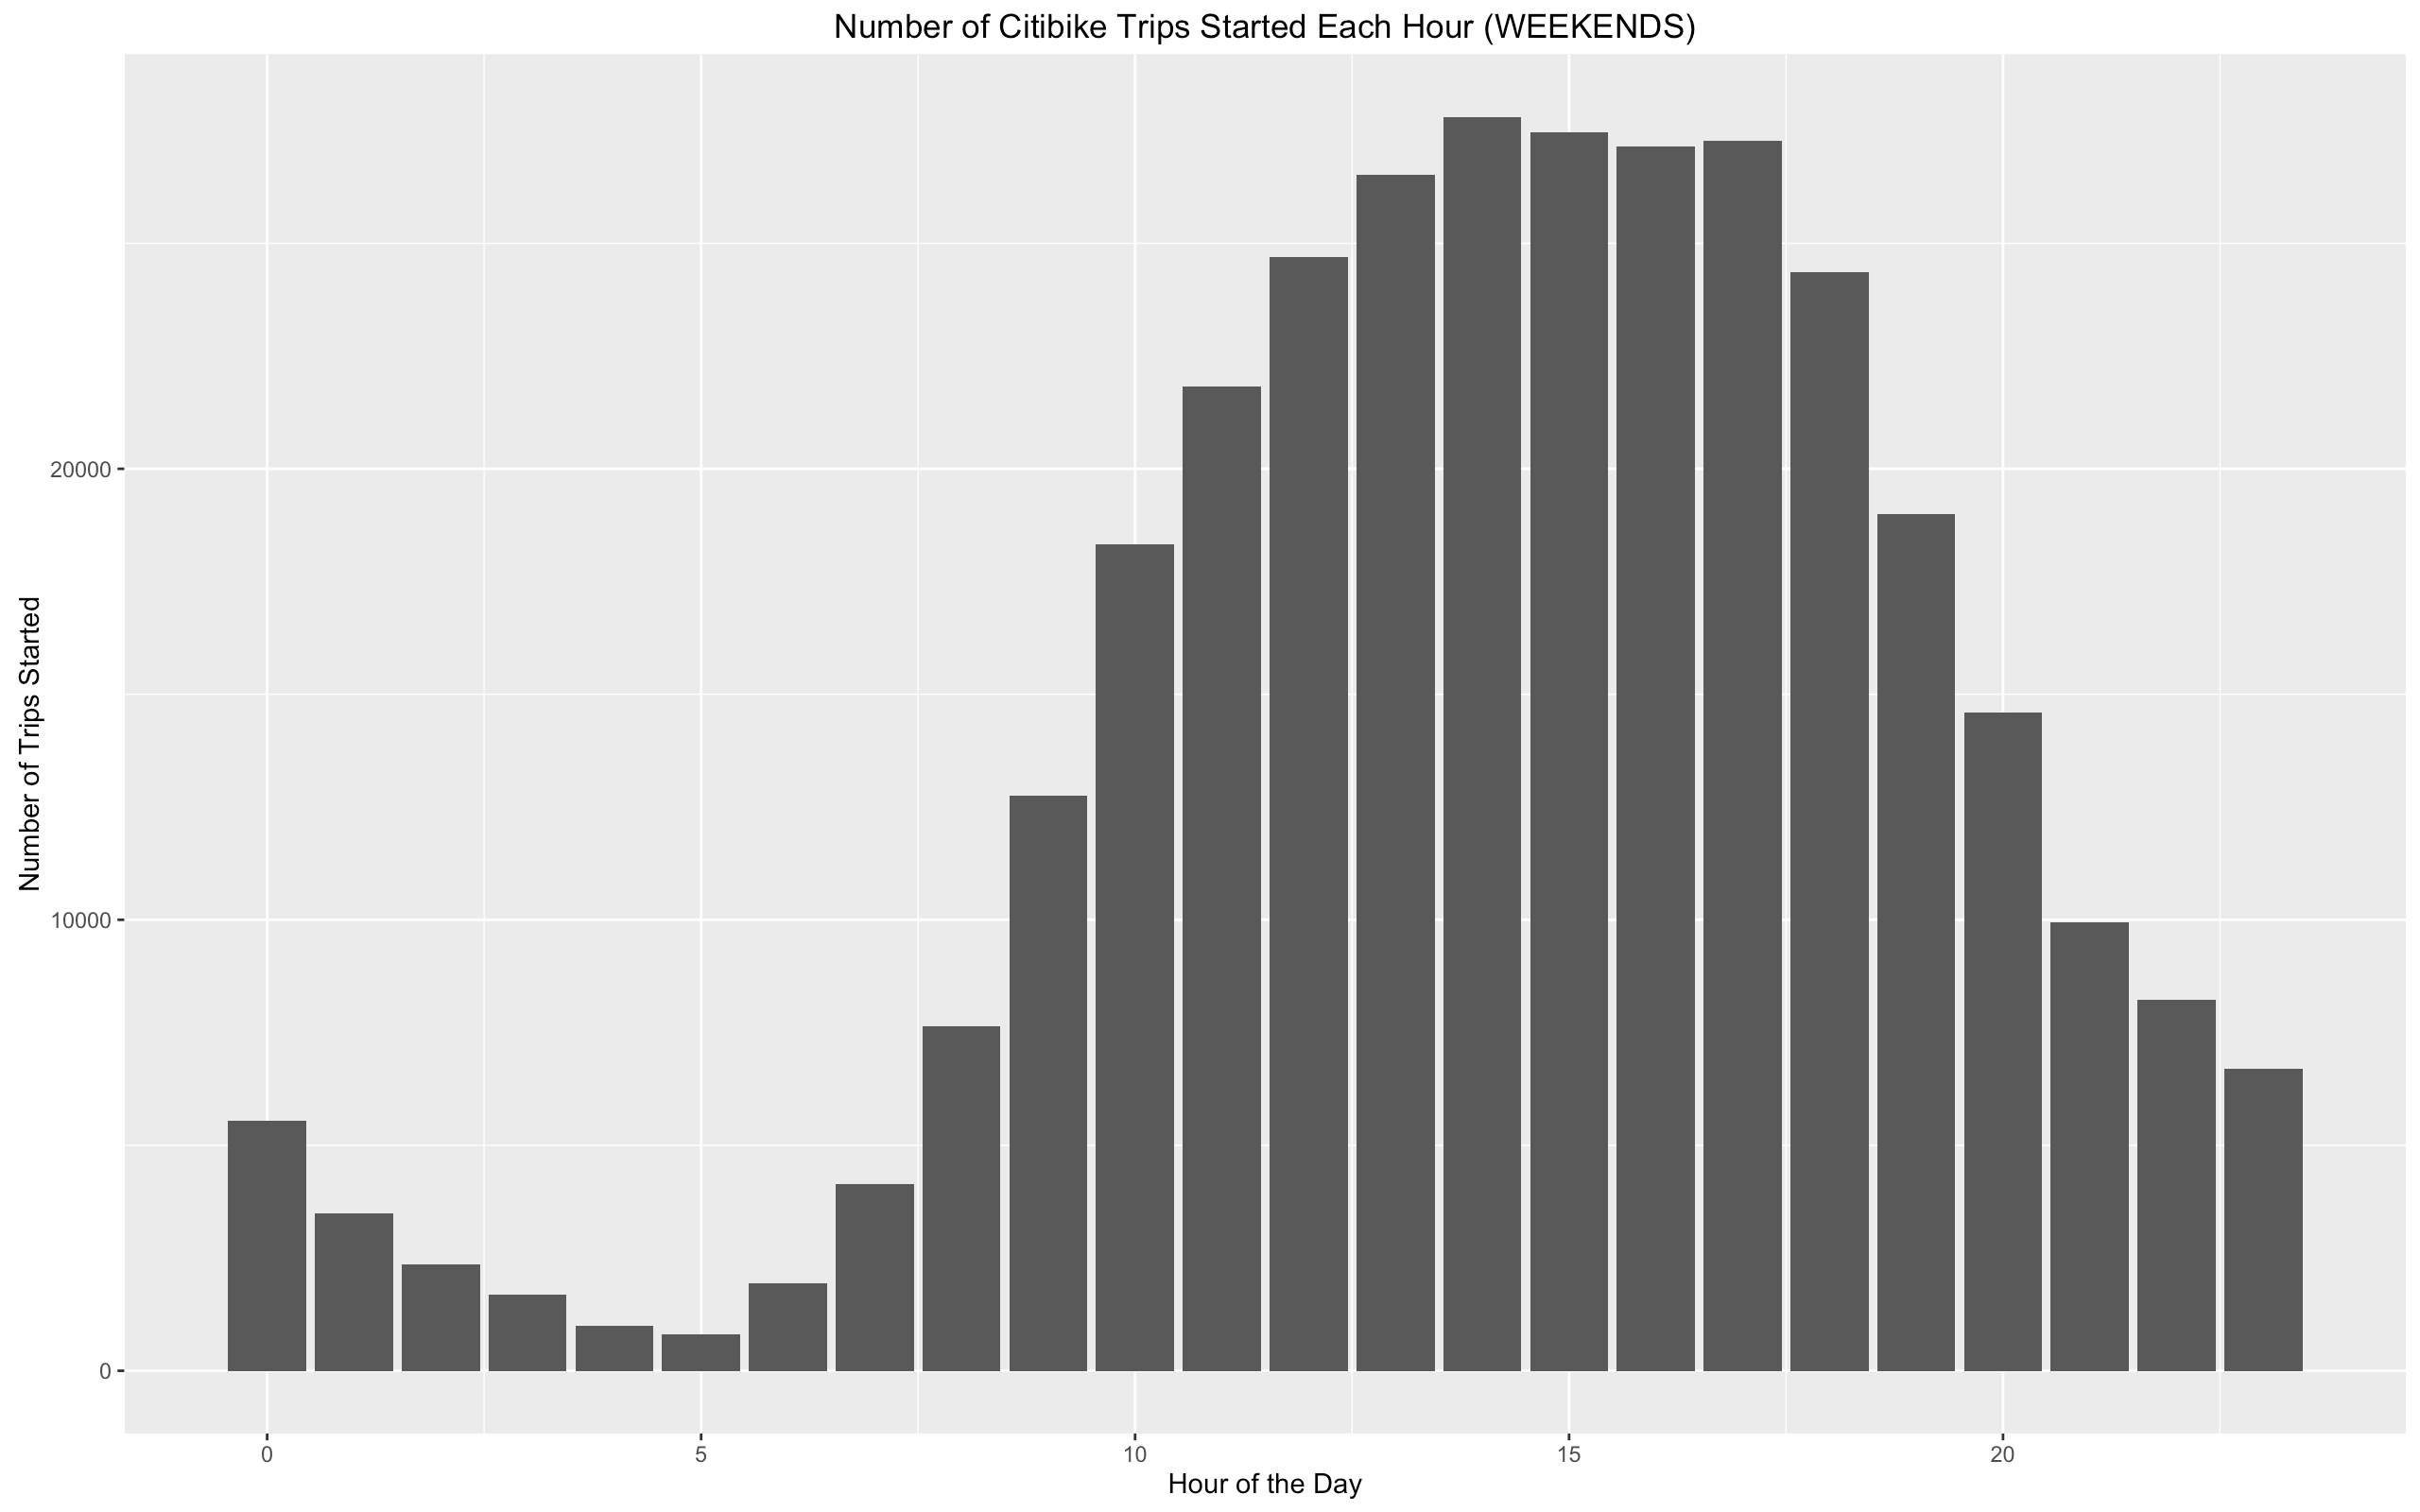 Number of Citibike Trips Started Each Hour (WEEKENDS)
Number of Trips Started
20000
10000
0
0 5 10 15 20
Hour of the Day